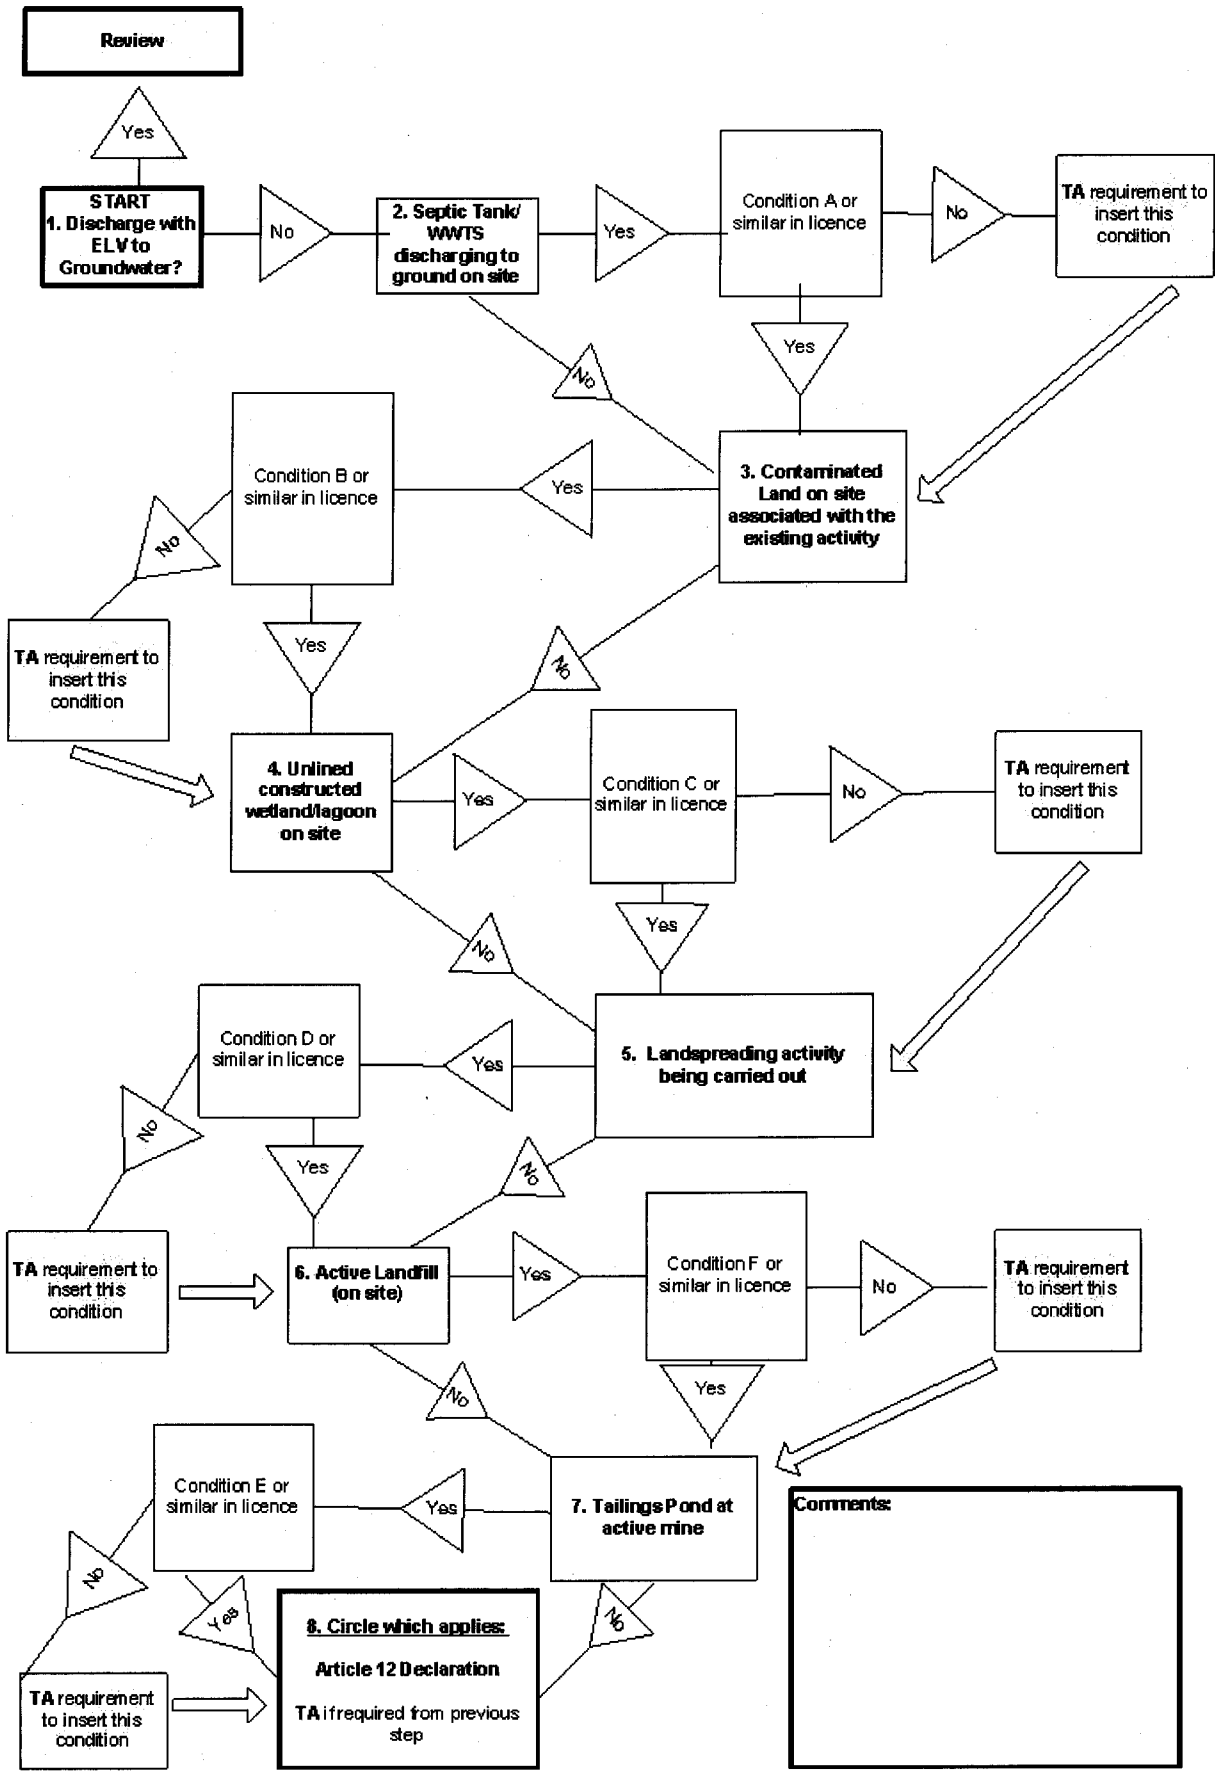 Review
Yes
START
1. Discharge with
ELV to
Groundwater?
No
2. Septic Tank/
WWTS
discharging to
ground on site
Yes
Condition A or
similar in licence
No
TA requirement to
insert this
condition
Yes
No
3. Contaminated
Land on site
associated with the
existing activity
Yes
Condition B or
similar in licence
No
TA requirement to
insert this
condition
Yes
No
4. Unlined
constructed
wetland/lagoon
on site
Yes
Condition C or
similar in licence
No
TA requirement
to insert this
condition
Yes
No
5. Landspreading activity
being carried out
Yes
Condition D or
similar in licence
No
TA requirement to
insert this
condition
Yes
No
6. Active Landfill
(on site)
Yes
Condition F or
similar in licence
No
TA requirement
to insert this
condition
Yes
No
7. Tailings Pond at
active mine
Yes
Condition E or
similar in licence
No
TA requirement
to insert this
condition
Yes
No
8. Circle which applies:
Article 12 Declaration
TA if required from previous
step
Comments: